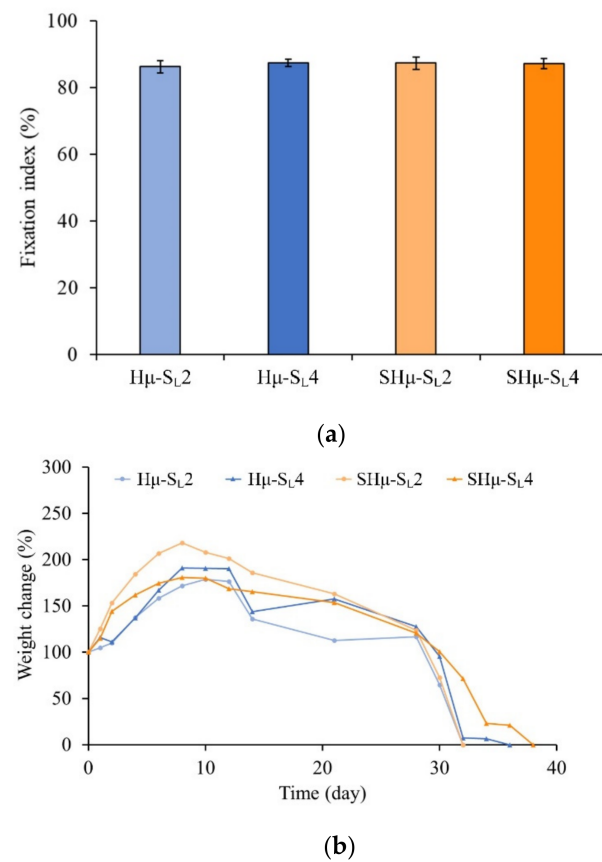 100
80
60
40
20
0
Fixation index (%)
Hμ-SL2 Hμ-SL4 SHμ-SL2 SHμ-SL4
(a)
300
250
200
150
100
50
0
Weight change (%)
Hμ-SL2 Hμ-SL4 SHμ-SL2 SHμ-SL4
0 10 20 30 40
Time (day)
(b)